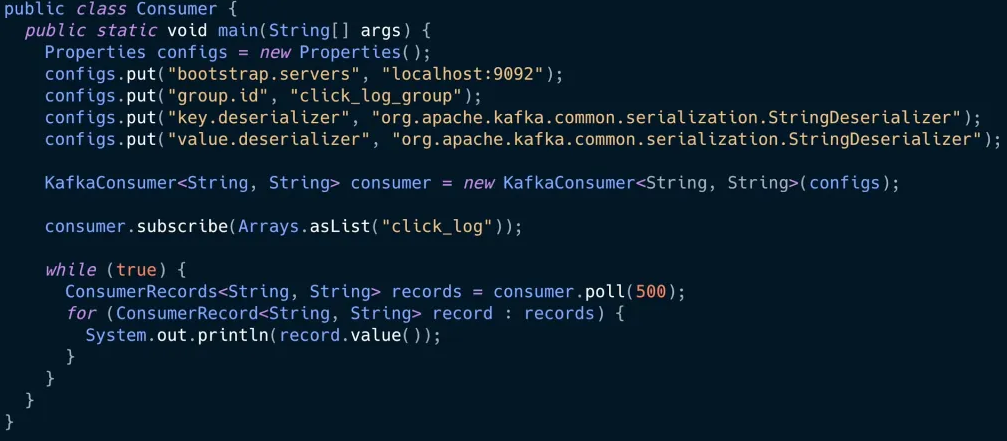 public class Consumer {
  public static void main(String[] args) {
    Properties configs = new Properties();
    configs.put("bootstrap.servers", "localhost:9092");
    configs.put("group.id", "click_log_group");
    configs.put("key.deserializer", "org.apache.kafka.common.serialization.StringDeserializer");
    configs.put("value.deserializer", "org.apache.kafka.common.serialization.StringDeserializer");

    KafkaConsumer<String, String> consumer = new KafkaConsumer<String, String>(configs);

    consumer.subscribe(Arrays.asList("click_log"));

    while (true) {
      ConsumerRecords<String, String> records = consumer.poll(500);
      for (ConsumerRecord<String, String> record : records) {
        System.out.println(record.value());
      }
    }
  }
}